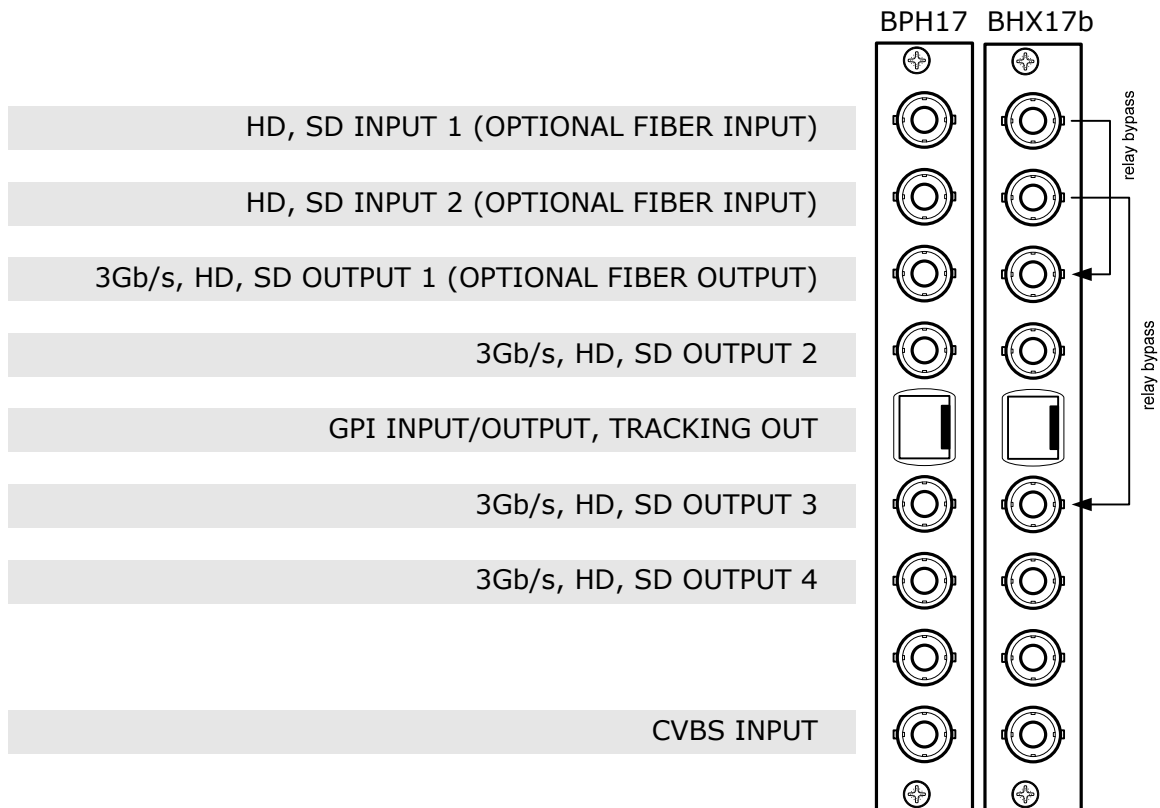 BPH17 BHX17b
HD, SD INPUT 1 (OPTIONAL FIBER INPUT)
HD, SD INPUT 2 (OPTIONAL FIBER INPUT)
3Gb/s, HD, SD OUTPUT 1 (OPTIONAL FIBER OUTPUT)
3Gb/s, HD, SD OUTPUT 2
GPI INPUT/OUTPUT, TRACKING OUT
3Gb/s, HD, SD OUTPUT 3
3Gb/s, HD, SD OUTPUT 4
CVBS INPUT
relay bypass
relay bypass